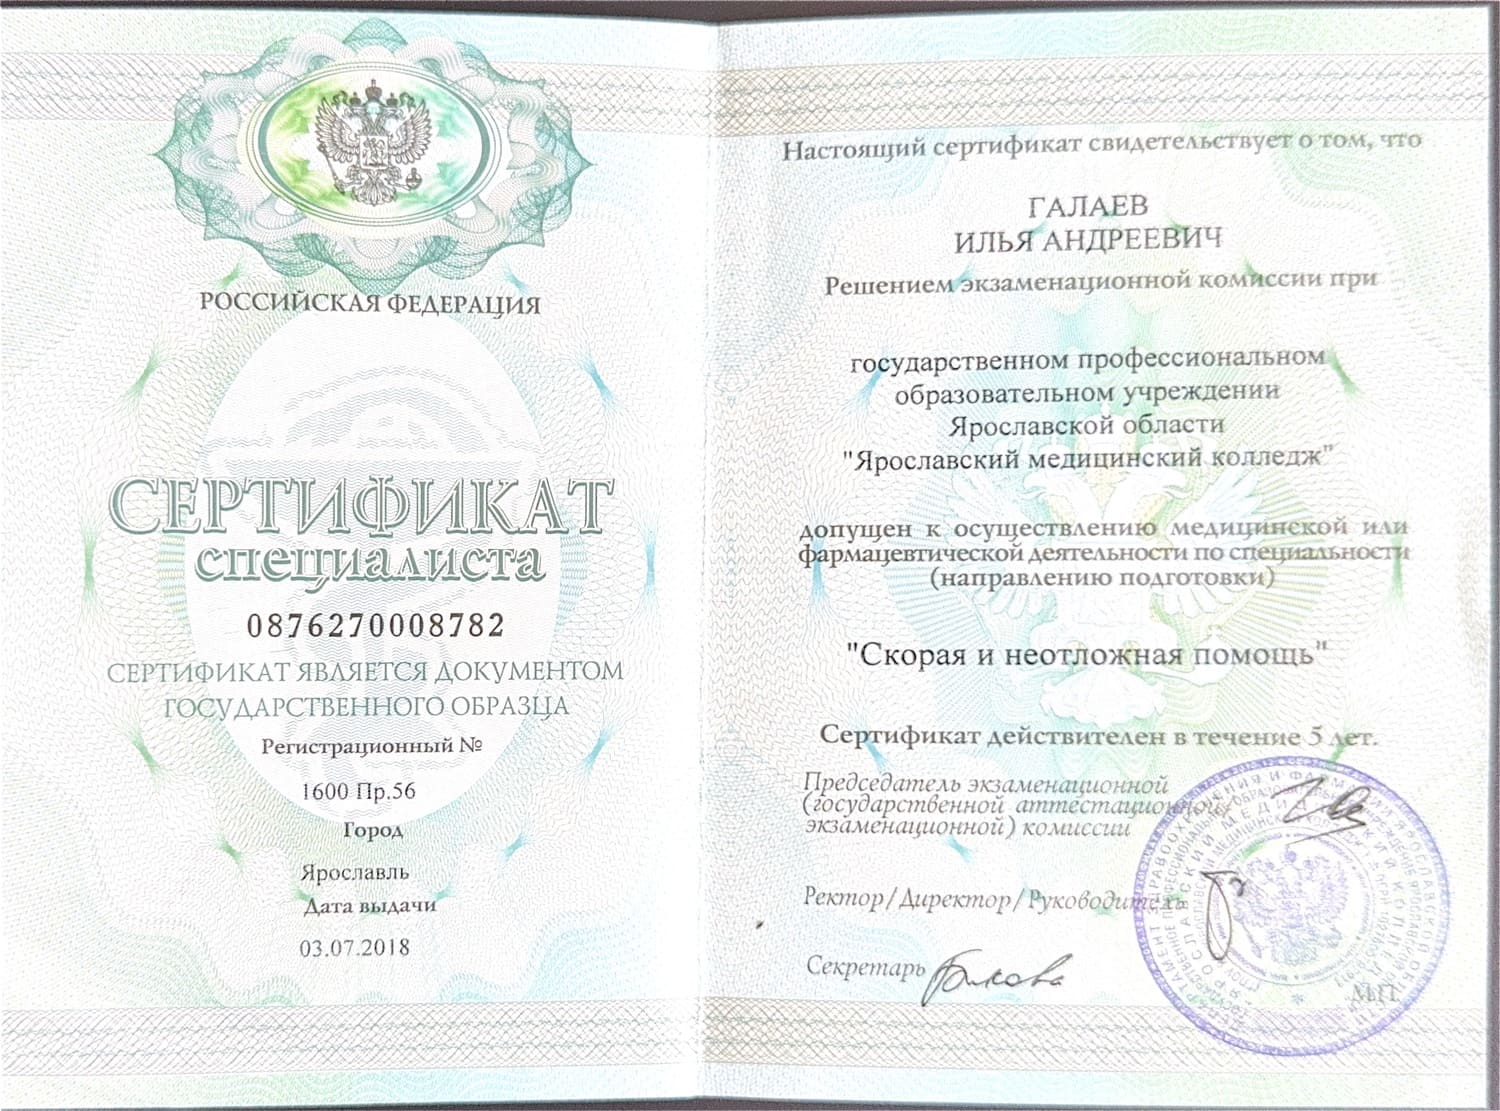 РОССИЙСКАЯ ФЕДЕРАЦИЯ
СЕРТИФИКАТ
специалиста
0876270008782
СЕРТИФИКАТ ЯВЛЯЕТСЯ ДОКУМЕНТОМ
ГОСУДАРСТВЕННОГО ОБРАЗЦА
Регистрационный №
1600 Пр.56
Город
Ярославль
Дата выдачи
03.07.2018
Настоящий сертификат свидетельствует о том, что
ГАЛАЕВ
ИЛЬЯ АНДРЕЕВИЧ
Решением экзаменационной комиссии при
государственном профессиональном
образовательном учреждении
Ярославской области
"Ярославский медицинский колледж"
допущен к осуществлению медицинской или
фармацевтической деятельности по специальности
(направлению подготовки)
"Скорая и неотложная помощь"
Сертификат действителен в течение 5 лет.
Председатель экзаменационной
(государственной аттестационной,
экзаменационной) комиссии
Ректор/Директор/Руководитель
Секретарь
М.П.